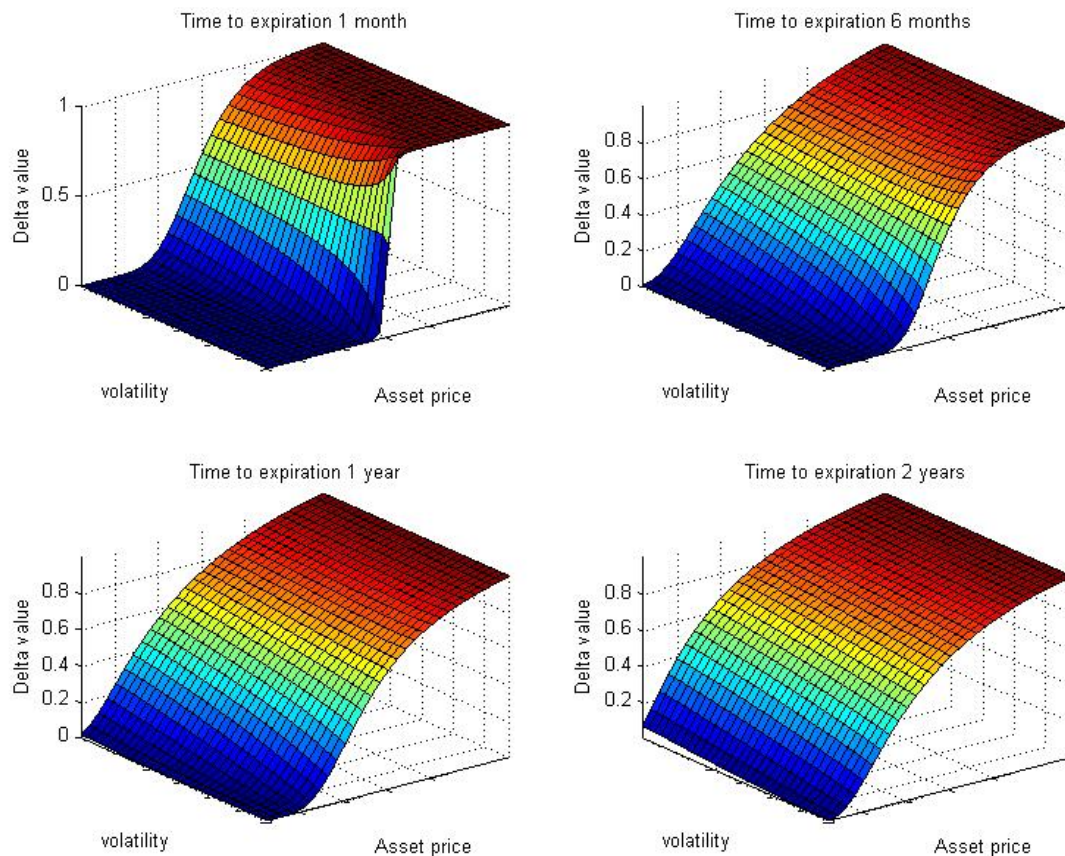 Time to expiration 1 month
1
0.5
0
Delta value
volatility
Asset price
Time to expiration 6 months
0.8
0.6
0.4
0.2
0
Delta value
volatility
Asset price
Time to expiration 1 year
0.8
0.6
0.4
0.2
0
Delta value
volatility
Asset price
Time to expiration 2 years
0.8
0.6
0.4
0.2
Delta value
volatility
Asset price